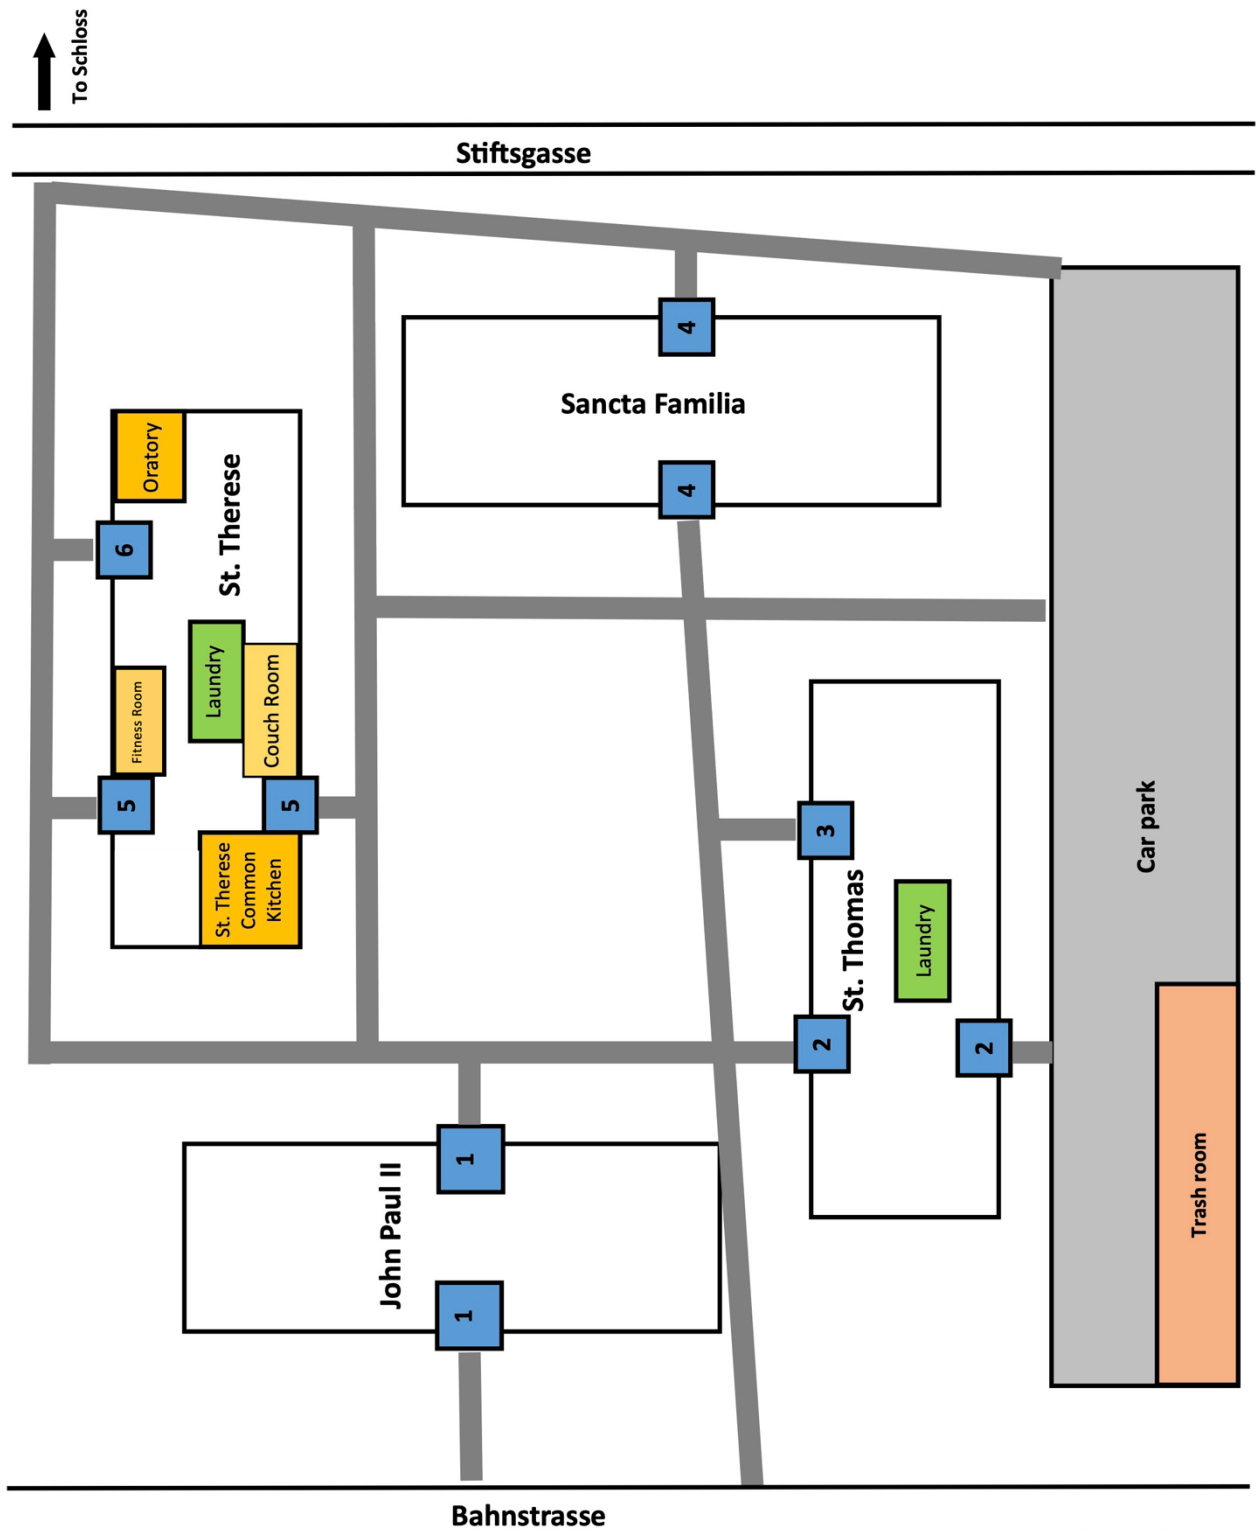 To Schloss
Stiftsgasse
4
Sancta Familia
4
Oratory
St. Therese
6
Laundry
Fitness Room
Couch Room
5
5
St. Therese
Common
Kitchen
3
St. Thomas
Laundry
2
2
Car park
Trash room
1
John Paul II
1
Bahnstrasse